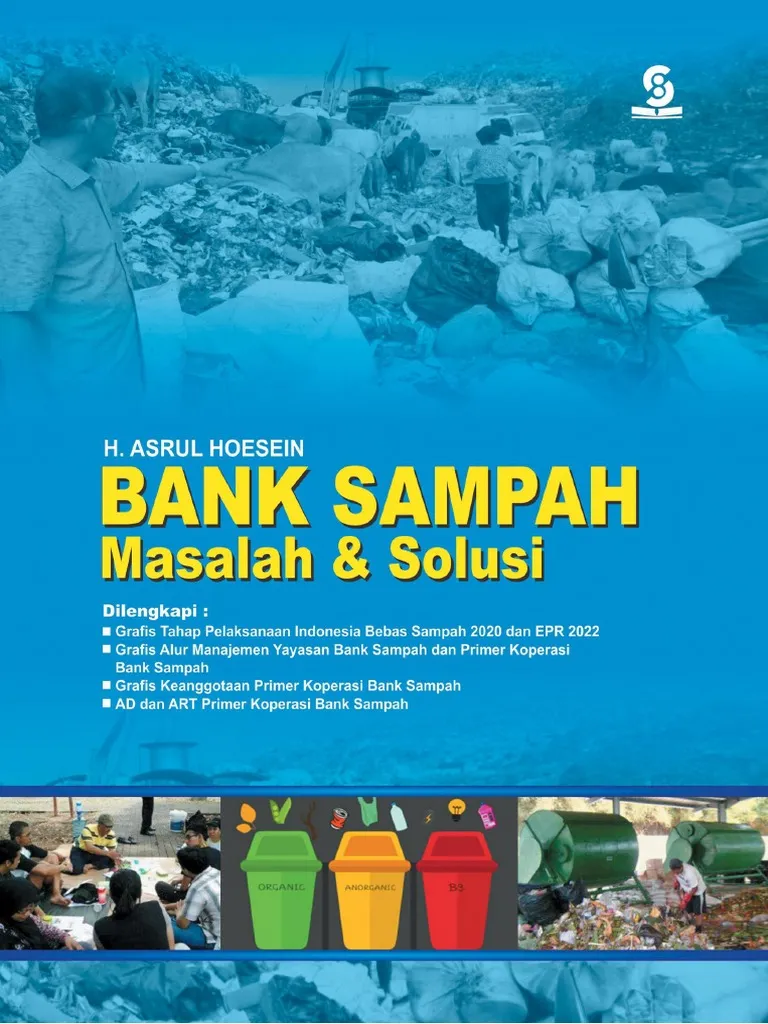 H. ASRUL HOESEIN
BANK SAMPAH
Masalah & Solusi
Dilengkapi :
Grafis Tahap Pelaksanaan Indonesia Bebas Sampah 2020 dan EPR 2022
Grafis Alur Manajemen Yayasan Bank Sampah dan Primer Koperasi
Bank Sampah
Grafis Keanggotaan Primer Koperasi Bank Sampah
AD dan ART Primer Koperasi Bank Sampah
ORGANIC
ANORGANIC
B3